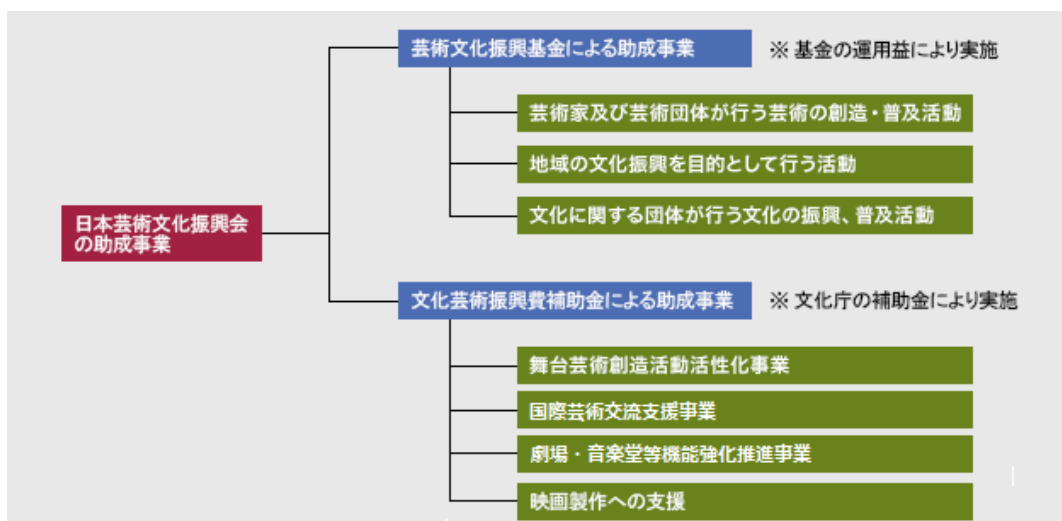 芸術文化振興基金による助成事業 ※ 基金の運用益により実施
芸術家及び芸術団体が行う芸術の創造・普及活動
地域の文化振興を目的として行う活動
文化に関する団体が行う文化の振興、普及活動
日本芸術文化振興会
の助成事業
文化芸術振興費補助金による助成事業 ※ 文化庁の補助金により実施
舞台芸術創造活動活性化事業
国際芸術交流支援事業
劇場・音楽堂等機能強化推進事業
映画製作への支援